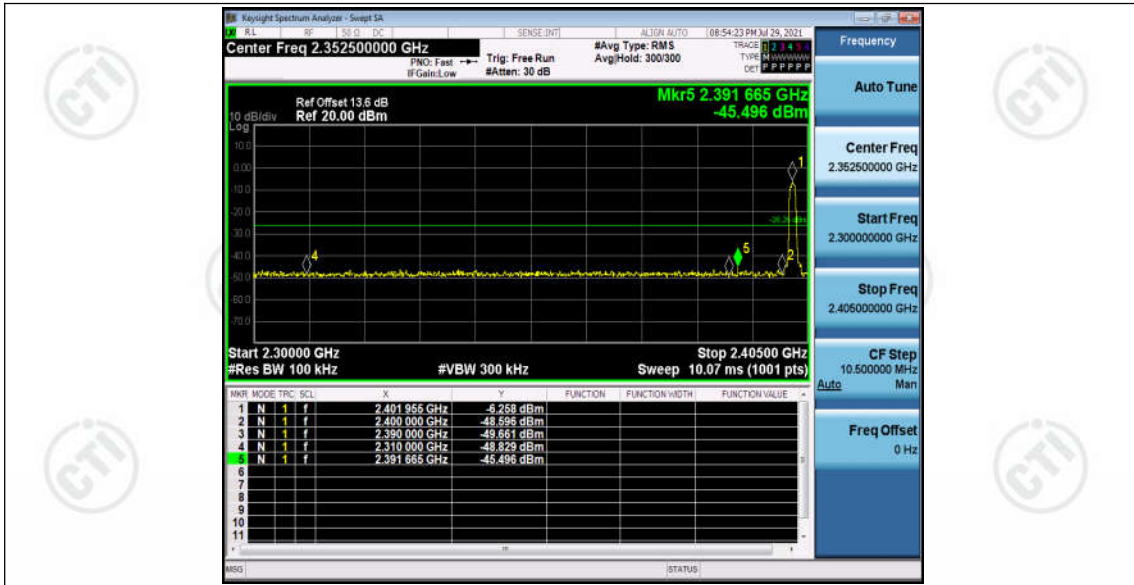 Keysight Spectrum Analyzer - Swept SA
RL RF 50 Ω DC SENSE:INT ALIGN AUTO 08:54:23 PM Jul 29, 2021
Center Freq 2.352500000 GHz
PNO: Fast
IFGain:Low
Trig: Free Run
#Atten: 30 dB
#Avg Type: RMS
Avg|Hold: 300/300
TRACE 1 2 3 4 5 6
TYPE M WWWWW
DET P P P P P P
Frequency
Auto Tune
Center Freq
2.352500000 GHz
Start Freq
2.300000000 GHz
Stop Freq
2.405000000 GHz
CF Step
10.500000 MHz
Auto Man
Freq Offset
0 Hz
Mkr5 2.391 665 GHz
-45.496 dBm
Ref Offset 13.6 dB
10 dB/div Ref 20.00 dBm
Log
10.0
0.00
-10.0
-20.0
-30.0
-40.0
-50.0
-60.0
-70.0
1
2
4
5
Start 2.30000 GHz Stop 2.40500 GHz
#Res BW 100 kHz #VBW 300 kHz Sweep 10.07 ms (1001 pts)
MKR MODE TRC SCL X Y FUNCTION FUNCTION WIDTH FUNCTION VALUE
1 N 1 f 2.401 955 GHz -6.258 dBm
2 N 1 f 2.400 000 GHz -48.596 dBm
3 N 1 f 2.390 000 GHz -49.661 dBm
4 N 1 f 2.310 000 GHz -48.829 dBm
5 N 1 f 2.391 665 GHz -45.496 dBm
6
7
8
9
10
11
MSG STATUS
CTI
CTI
CTI
CTI